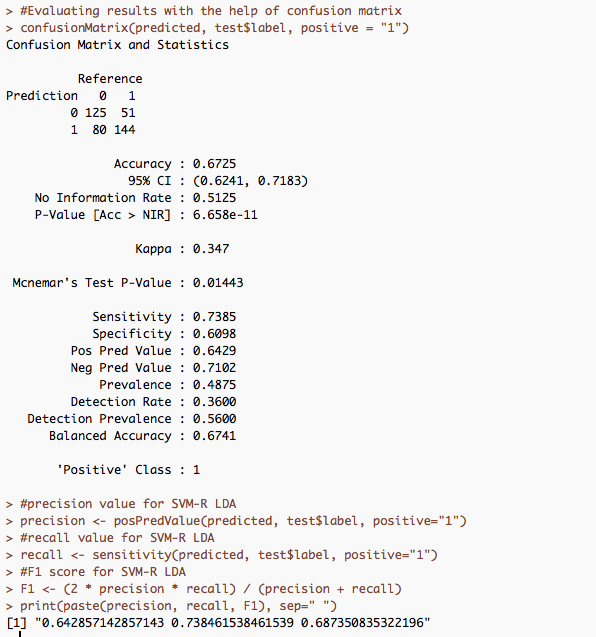 > #Evaluating results with the help of confusion matrix
> confusionMatrix(predicted, test$label, positive = "1")
Confusion Matrix and Statistics
Reference
Prediction 0 1
0 125 51
1 80 144
Accuracy : 0.6725
95% CI : (0.6241, 0.7183)
No Information Rate : 0.5125
P-Value [Acc > NIR] : 6.658e-11
Kappa : 0.347
Mcnemar's Test P-Value : 0.01443
Sensitivity : 0.7385
Specificity : 0.6098
Pos Pred Value : 0.6429
Neg Pred Value : 0.7102
Prevalence : 0.4875
Detection Rate : 0.3600
Detection Prevalence : 0.5600
Balanced Accuracy : 0.6741
'Positive' Class : 1
> #precision value for SVM-R LDA
> precision <- posPredValue(predicted, test$label, positive="1")
> #recall value for SVM-R LDA
> recall <- sensitivity(predicted, test$label, positive="1")
> #F1 score for SVM-R LDA
> F1 <- (2 * precision * recall) / (precision + recall)
> print(paste(precision, recall, F1), sep=" ")
[1] "0.642857142857143 0.738461538461539 0.687350835322196"